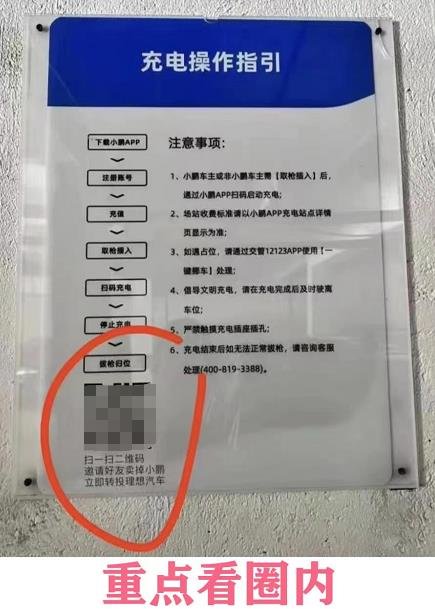 充电操作指引
下载小鹏APP
注册账号
充值
取枪插入
扫码充电
停止充电
拔枪归位
扫一扫二维码
邀请好友卖掉小鹏
立即转投理想汽车
注意事项：
1、小鹏车主或非小鹏车主需【取枪插入】后，
通过小鹏APP扫码启动充电；
2、场站收费标准请以小鹏APP充电站点详情
页显示为准；
3、如遇占位，请通过交管12123APP使用【一
键挪车】处理；
4、倡导文明充电，请在充电完成后及时驶离
车位；
5、严禁触摸充电插座插孔；
6、充电结束后如无法正常拔枪，请咨询客服
处理(400-819-3388)。
重点看圈内